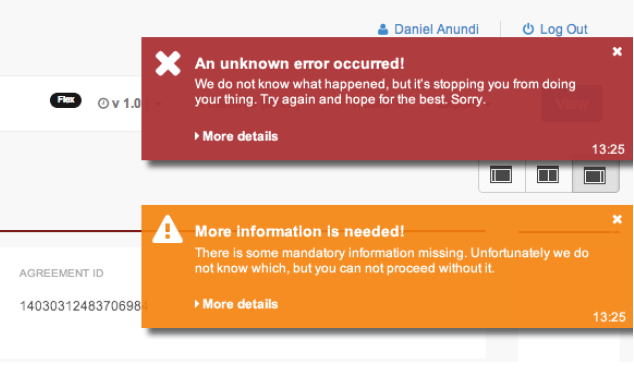 Daniel Anundi
Log Out
An unknown error occurred!
We do not know what happened, but it's stopping you from doing
your thing. Try again and hope for the best. Sorry.
More details
13:25
Flex
v 1.0
View
More information is needed!
There is some mandatory information missing. Unfortunately we do
not know which, but you can not proceed without it.
More details
13:25
AGREEMENT ID
14030312483706984